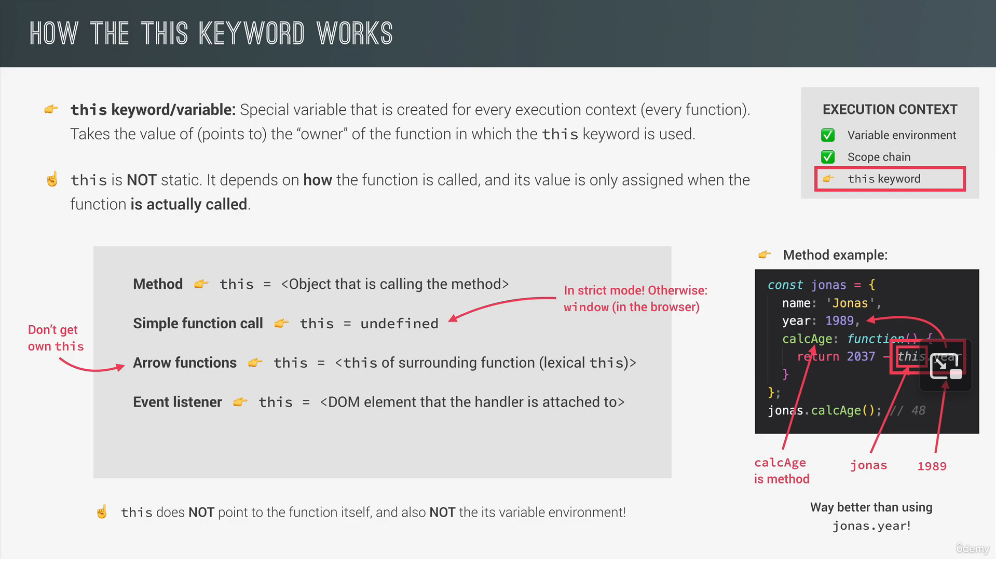 HOW THE THIS KEYWORD WORKS
this keyword/variable: Special variable that is created for every execution context (every function).
Takes the value of (points to) the “owner” of the function in which the this keyword is used.
this is NOT static. It depends on how the function is called, and its value is only assigned when the
function is actually called.
EXECUTION CONTEXT
Variable environment
Scope chain
this keyword
Method this = <Object that is calling the method>
Simple function call this = undefined
Arrow functions this = <this of surrounding function (lexical this)>
Event listener this = <DOM element that the handler is attached to>
In strict mode! Otherwise:
window (in the browser)
Don’t get
own this
this does NOT point to the function itself, and also NOT the its variable environment!
Method example:
const jonas = {
name: 'Jonas',
year: 1989,
calcAge: function() {
return 2037 - this.year
}
};
jonas.calcAge(); // 48
calcAge
is method
jonas
1989
Way better than using
jonas.year!
ûdemy